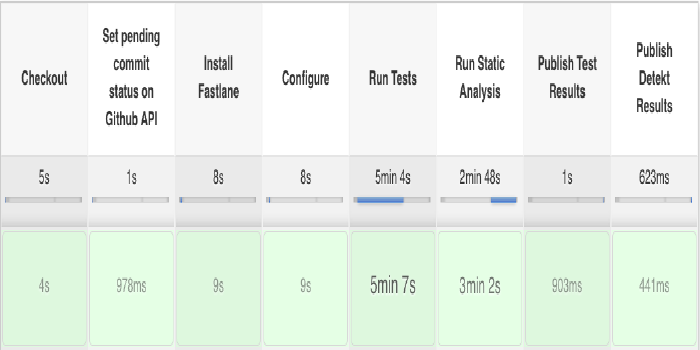 Checkout
Set pending
commit
status on
Github API
Install
Fastlane
Configure
Run Tests
Run Static
Analysis
Publish Test
Results
Publish
Detekt
Results
5s
1s
8s
8s
5min 4s
2min 48s
1s
623ms
4s
978ms
9s
9s
5min 7s
3min 2s
903ms
441ms